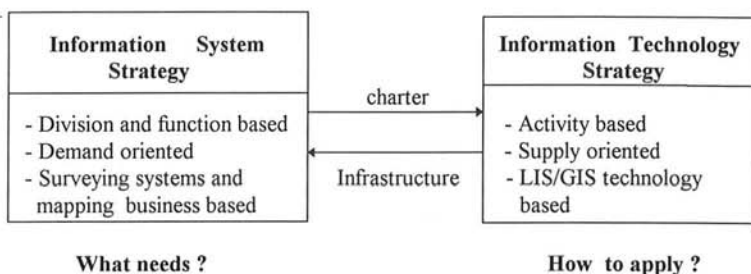 Information System
Strategy
- Division and function based
- Demand oriented
- Surveying systems and
mapping business based
What needs ?
charter
Infrastructure
Information Technology
Strategy
- Activity based
- Supply oriented
- LIS/GIS technology
based
How to apply ?